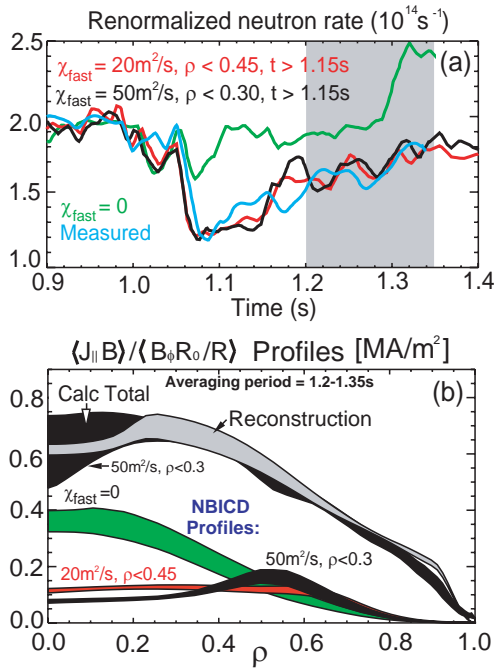 Renormalized neutron rate (10¹⁴s⁻¹)
2.5
2.0
1.5
1.0
(a)
χfast = 20m²/s, ρ < 0.45, t > 1.15s
χfast = 50m²/s, ρ < 0.30, t > 1.15s
χfast = 0
Measured
0.9 1.0 1.1 1.2 1.3 1.4
Time (s)
⟨J∥B⟩/⟨BϕR₀/R⟩ Profiles [MA/m²]
0.8
0.6
0.4
0.2
0.0
Averaging period = 1.2-1.35s
(b)
Calc Total
Reconstruction
50m²/s, ρ<0.3
χfast=0
NBICD
Profiles:
50m²/s, ρ<0.3
20m²/s, ρ<0.45
0.0 0.2 0.4 0.6 0.8 1.0
ρ